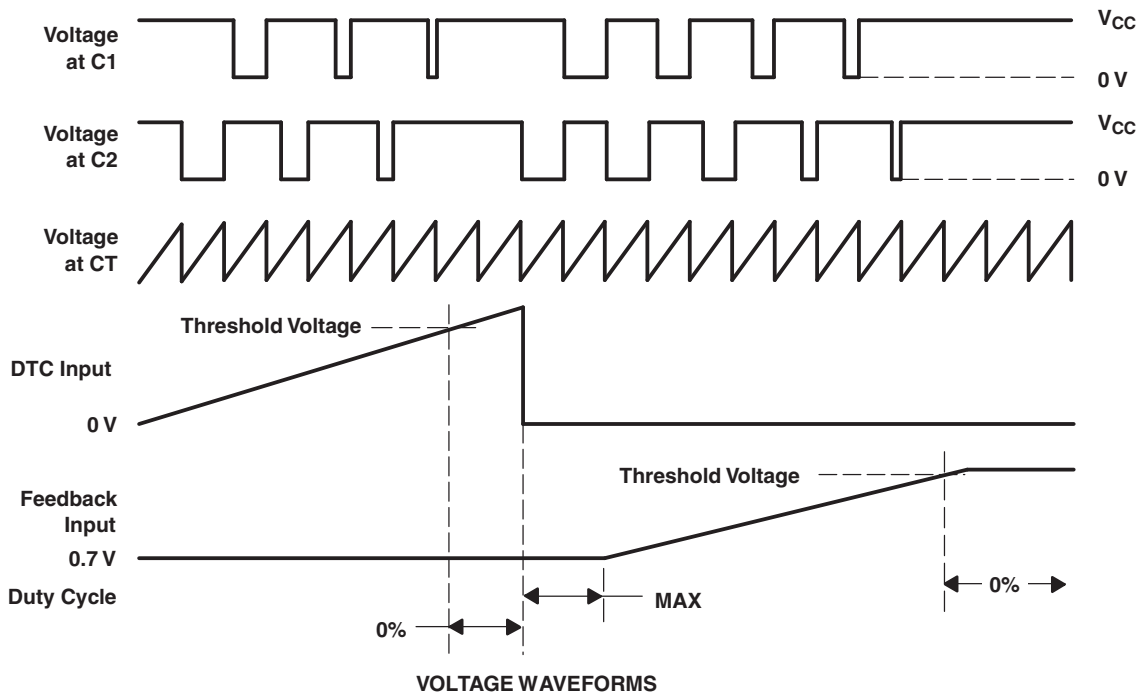 Voltage
at C1
VCC
0 V
Voltage
at C2
VCC
0 V
Voltage
at CT
Threshold Voltage
DTC Input
0 V
Threshold Voltage
Feedback
Input
0.7 V
Duty Cycle
MAX
0%
0%
VOLTAGE WAVEFORMS